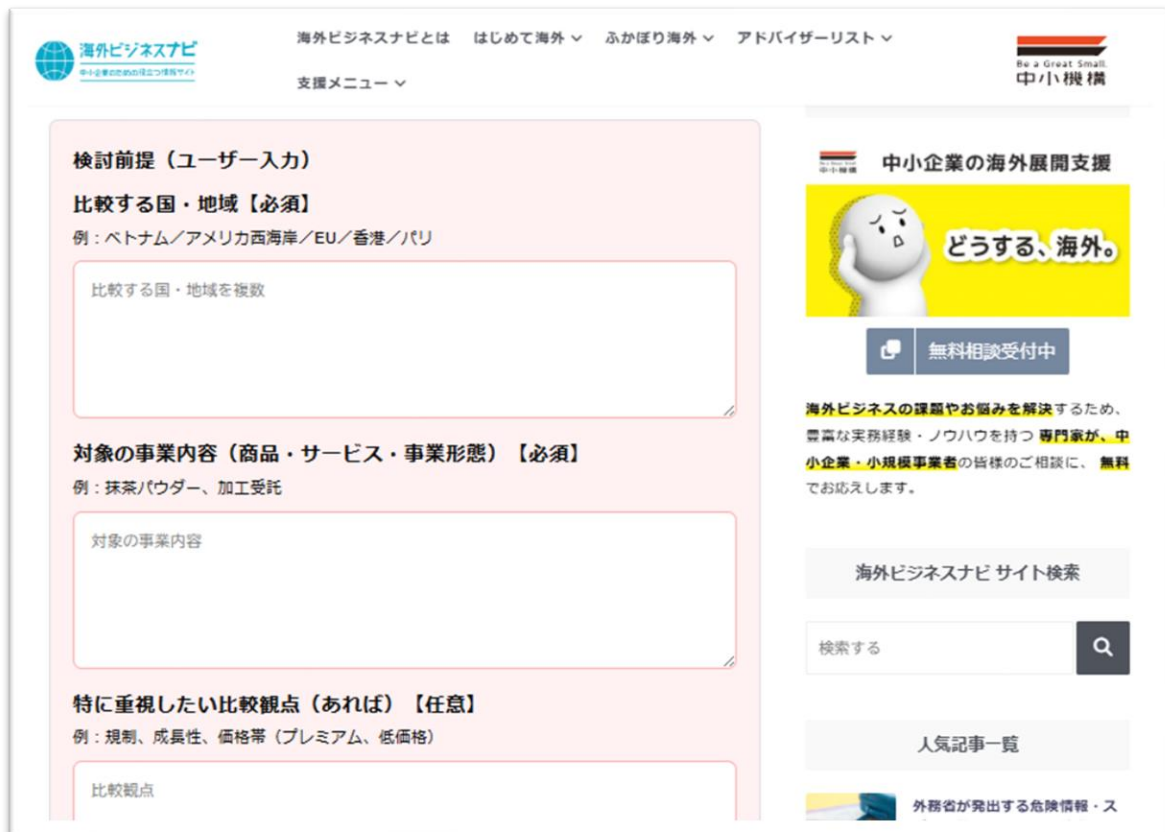 海外ビジネスナビ
中小企業のための役立つ情報サイト
海外ビジネスナビとは はじめて海外 ふかぼり海外 アドバイザーリスト
支援メニュー
Be a Great Small.
中小機構
検討前提（ユーザー入力）
比較する国・地域【必須】
例：ベトナム／アメリカ西海岸／EU／香港／パリ
比較する国・地域を複数
対象の事業内容（商品・サービス・事業形態）【必須】
例：抹茶パウダー、加工受託
対象の事業内容
特に重視したい比較観点（あれば）【任意】
例：規制、成長性、価格帯（プレミアム、低価格）
比較観点
中小機構 中小企業の海外展開支援
どうする、海外。
無料相談受付中
海外ビジネスの課題やお悩みを解決するため、
豊富な実務経験・ノウハウを持つ 専門家が、中
小企業・小規模事業者の皆様のご相談に、 無料
でお応えします。
海外ビジネスナビ サイト検索
検索する
人気記事一覧
外務省が発出する危険情報・ス